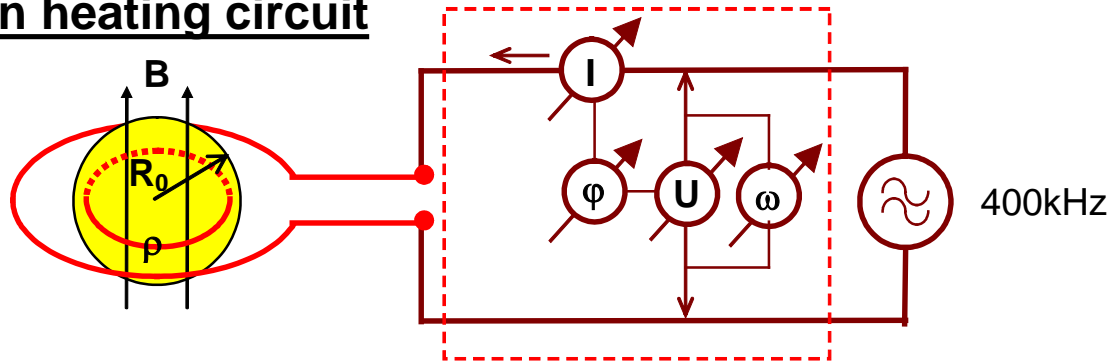 n heating circuit
B
R₀
ρ
I
φ
U
ω
400kHz